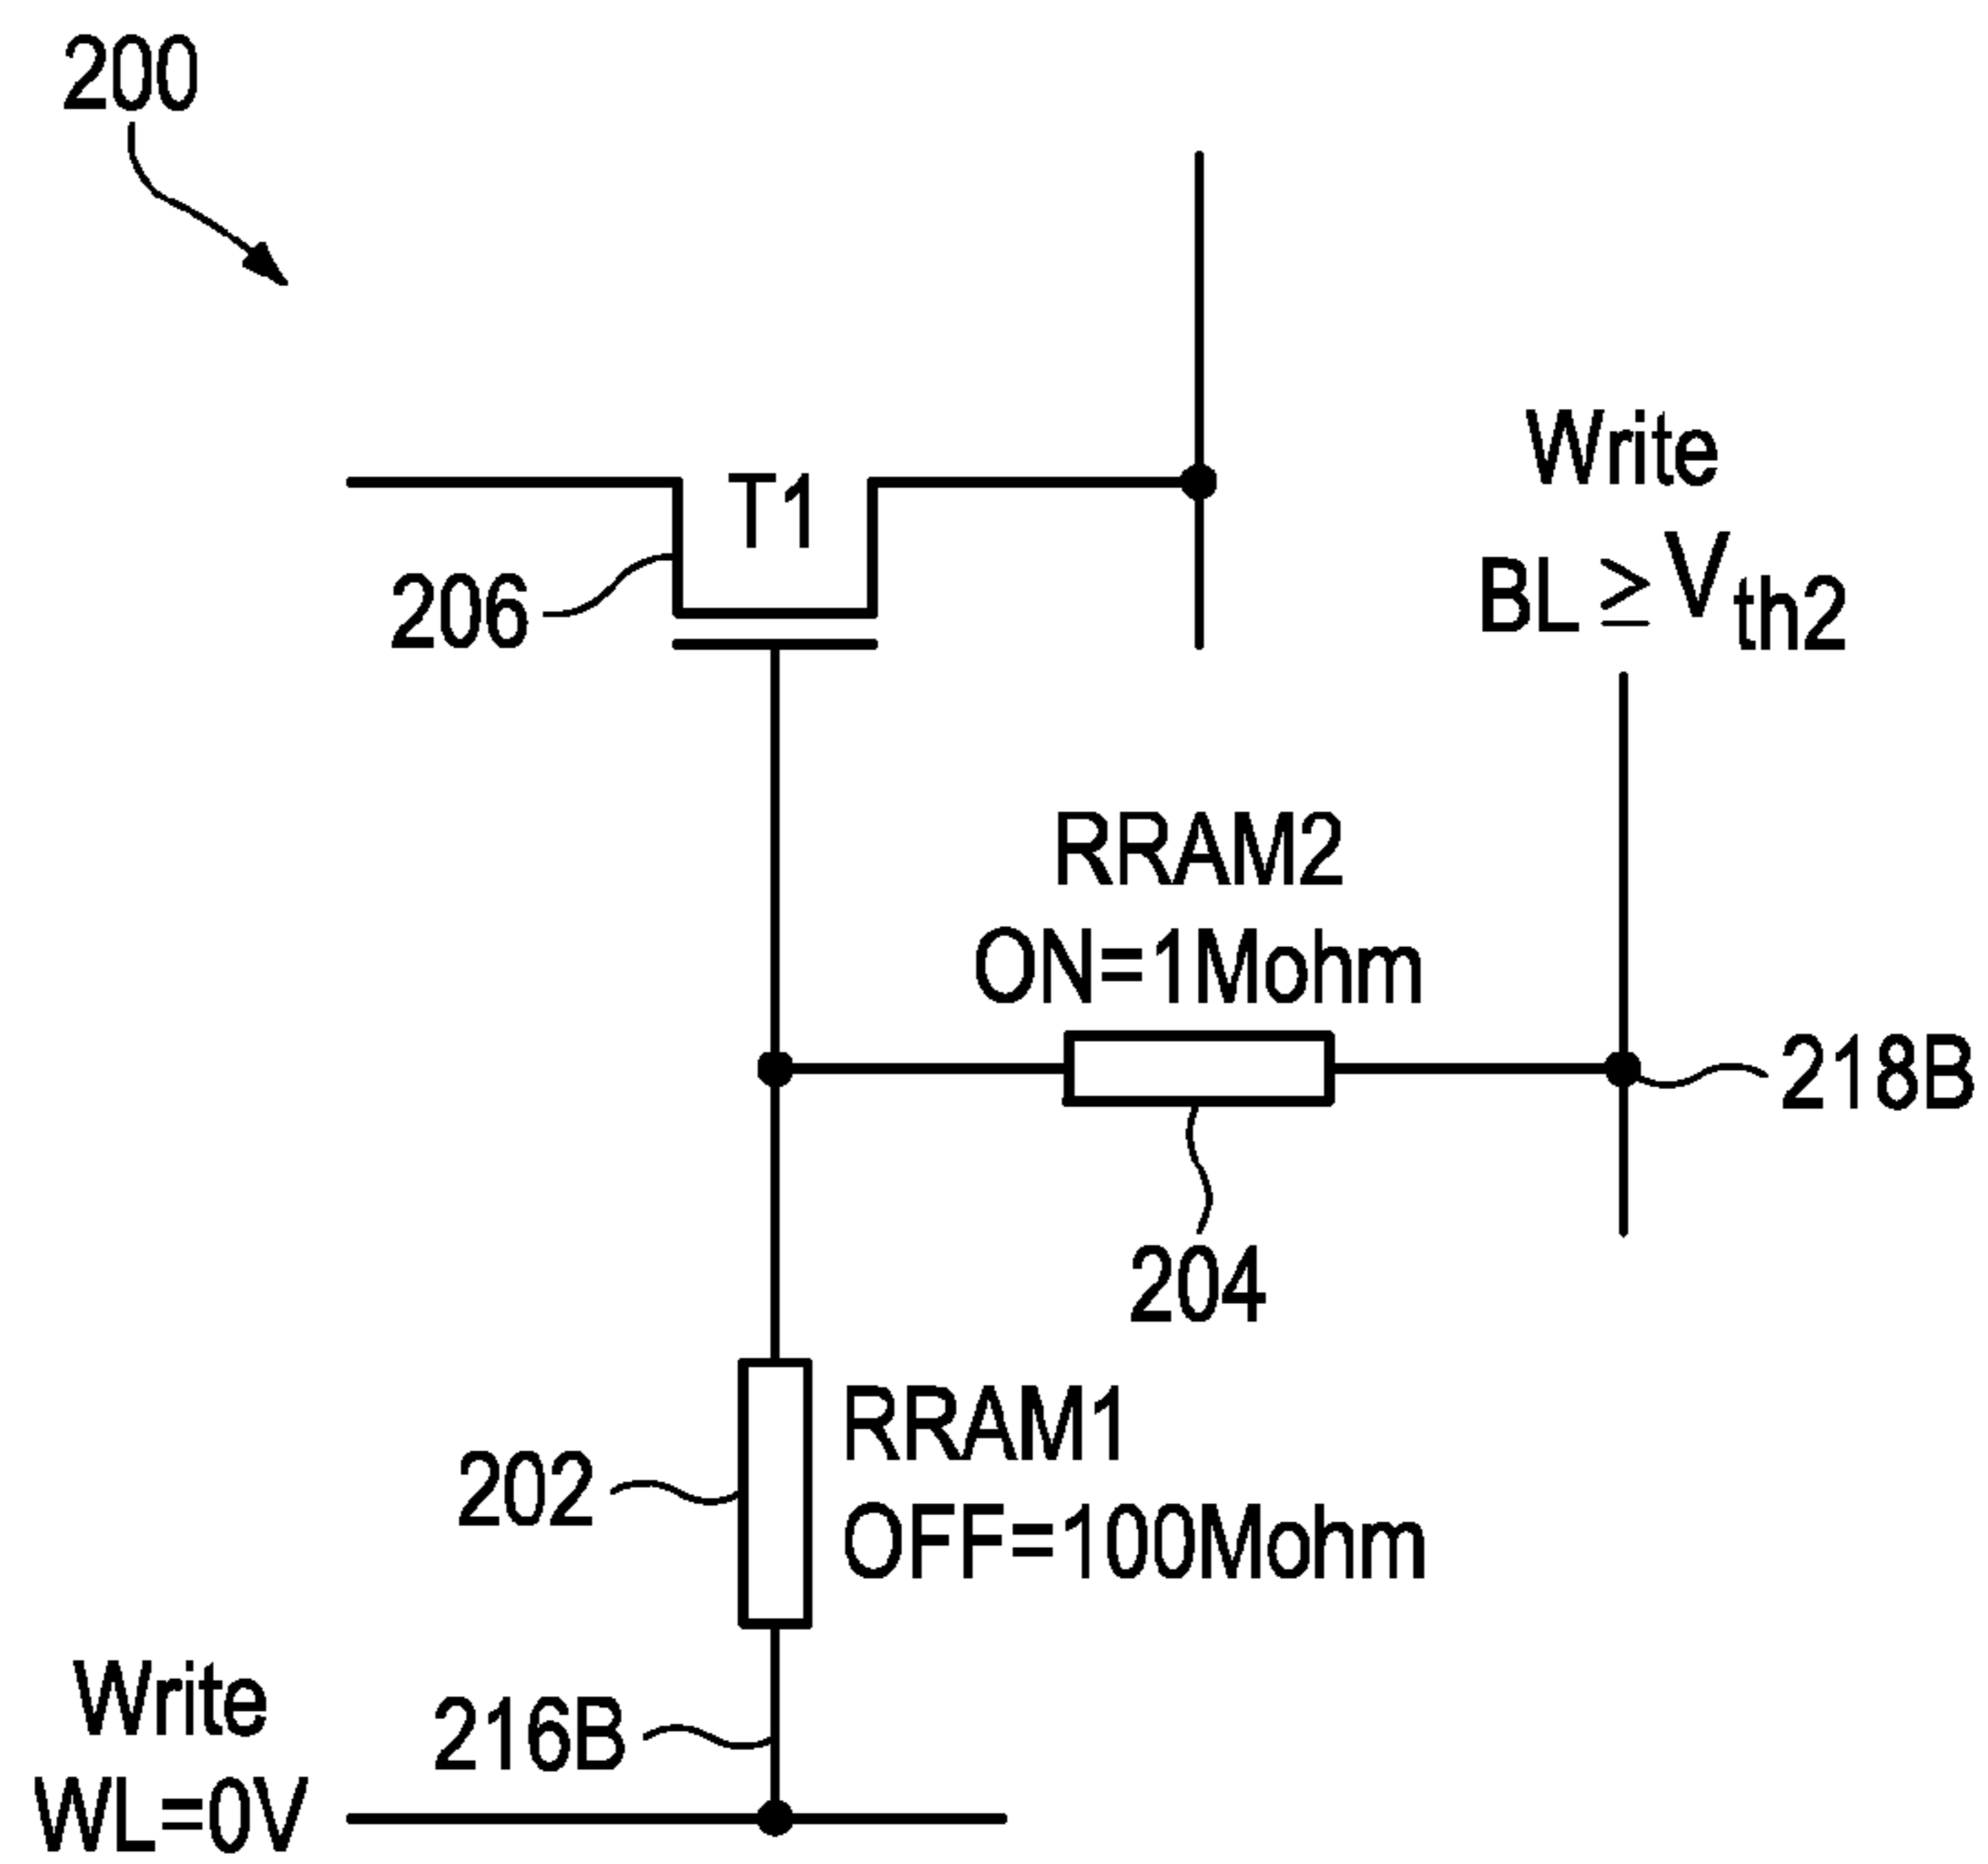 200
T1
206
Write
BL ≥ Vth2
RRAM2
ON=1Mohm
218B
204
RRAM1
OFF=100Mohm
202
216B
Write
WL=0V